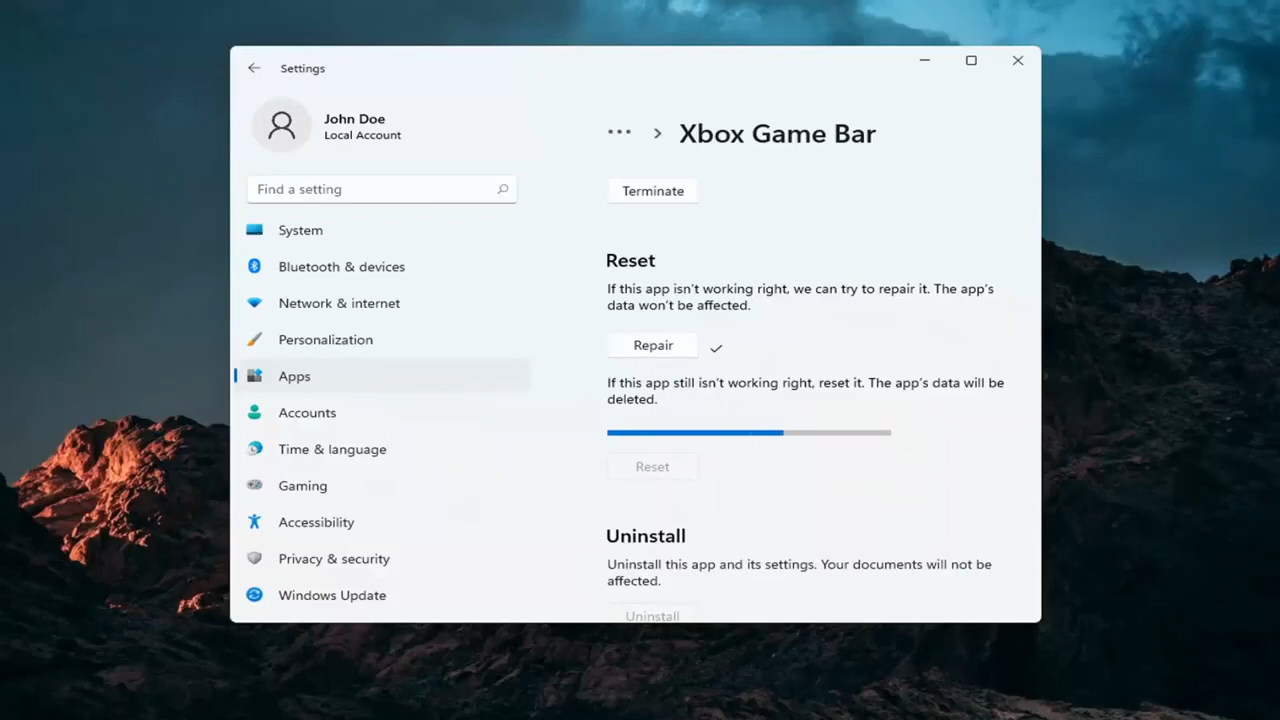 Settings
John Doe
Local Account
Find a setting
System
Bluetooth & devices
Network & internet
Personalization
Apps
Accounts
Time & language
Gaming
Accessibility
Privacy & security
Windows Update
... > Xbox Game Bar
Terminate
Reset
If this app isn't working right, we can try to repair it. The app's
data won't be affected.
Repair
If this app still isn't working right, reset it. The app's data will be
deleted.
Reset
Uninstall
Uninstall this app and its settings. Your documents will not be
affected.
Uninstall